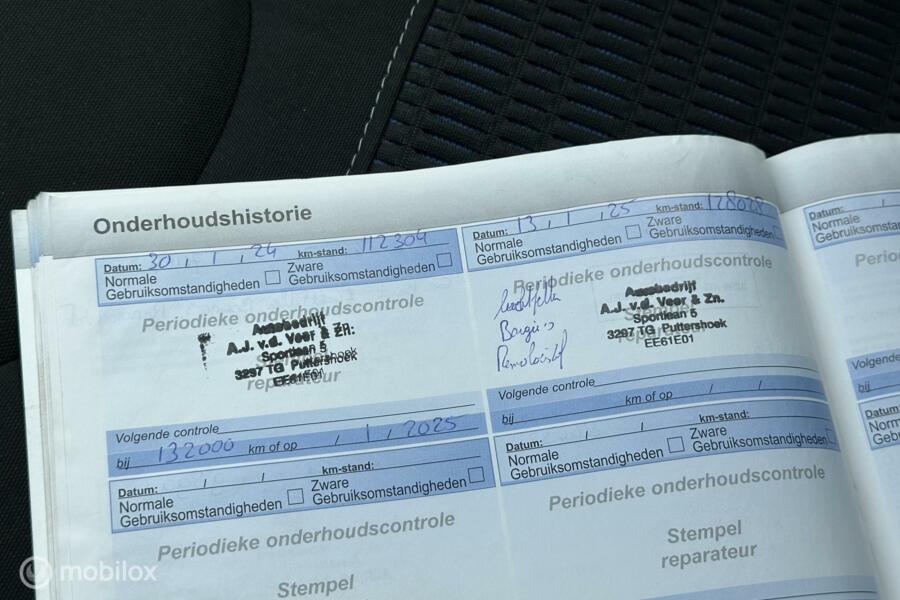 Onderhoudshistorie
Datum: 30 / 1 / 24 km-stand: 112304
Normale Gebruiksomstandigheden
Zware Gebruiksomstandigheden
Periodieke onderhoudscontrole
Autobedrijf
A.J. v.d. Veer & Zn.
Sportlaan 5
3297 TG Puttershoek
EE61E01
reparateur
Volgende controle
bij 132000 km of op / 1 / 2025
Datum: / / km-stand:
Normale Gebruiksomstandigheden
Zware Gebruiksomstandigheden
Periodieke onderhoudscontrole
Stempel
Datum: 13 / 1 / 25 km-stand: 128028
Normale Gebruiksomstandigheden
Zware Gebruiksomstandigheden
Periodieke onderhoudscontrole
luchtfilter
Bougies
Remvloeistof
Autobedrijf
A.J. v.d. Veer & Zn.
Sportlaan 5
3297 TG Puttershoek
EE61E01
Volgende controle
bij km of op / /
Datum: / / km-stand:
Normale Gebruiksomstandigheden
Zware Gebruiksomstandigheden
Periodieke onderhoudscontrole
Stempel
reparateur
Datum: /
Normale
Volgende
bij
Datum:
mobilox